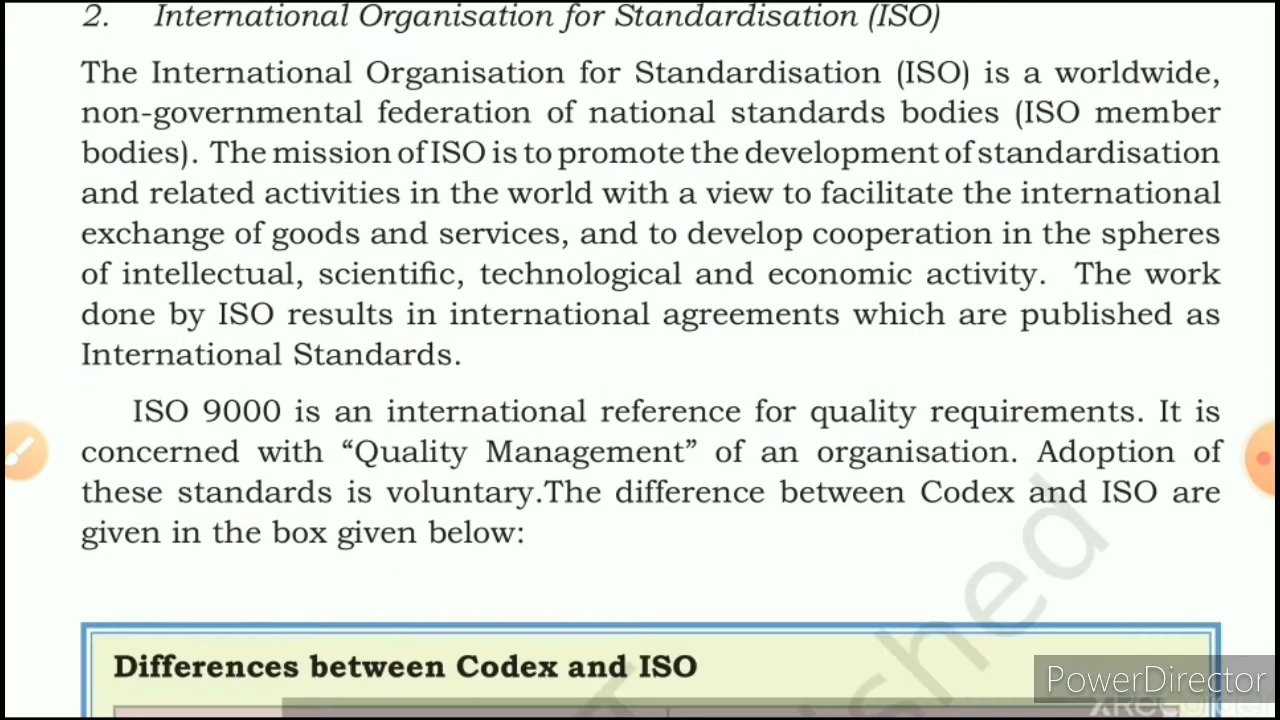 2. International Organisation for Standardisation (ISO)
The International Organisation for Standardisation (ISO) is a worldwide,
non-governmental federation of national standards bodies (ISO member
bodies). The mission of ISO is to promote the development of standardisation
and related activities in the world with a view to facilitate the international
exchange of goods and services, and to develop cooperation in the spheres
of intellectual, scientific, technological and economic activity. The work
done by ISO results in international agreements which are published as
International Standards.
ISO 9000 is an international reference for quality requirements. It is
concerned with “Quality Management” of an organisation. Adoption of
these standards is voluntary.The difference between Codex and ISO are
given in the box given below:
shed
Differences between Codex and ISO
PowerDirector